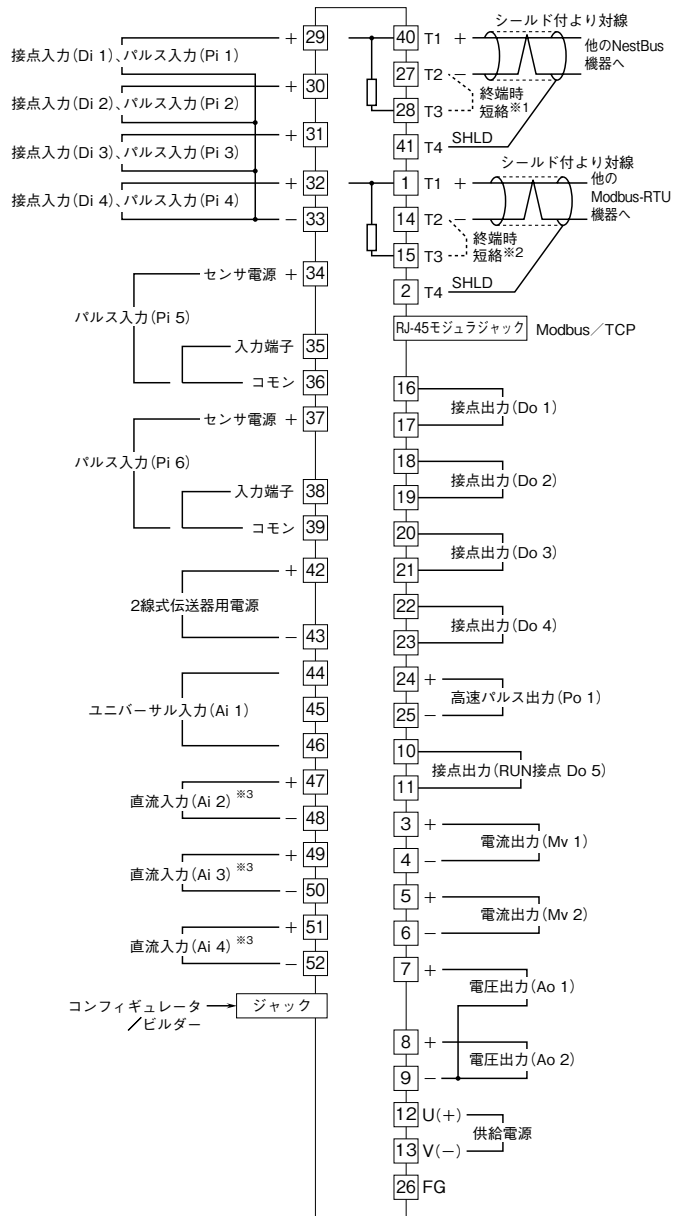 接点入力(Di 1)、パルス入力(Pi 1)
+ 29
接点入力(Di 2)、パルス入力(Pi 2)
+ 30
接点入力(Di 3)、パルス入力(Pi 3)
+ 31
接点入力(Di 4)、パルス入力(Pi 4)
+ 32
− 33
センサ電源 + 34
パルス入力(Pi 5)
入力端子 35
コモン 36
センサ電源 + 37
パルス入力(Pi 6)
入力端子 38
コモン 39
+ 42
2線式伝送器用電源
− 43
44
ユニバーサル入力(Ai 1) 45
46
+ 47
直流入力(Ai 2) ※3
− 48
+ 49
直流入力(Ai 3) ※3
− 50
+ 51
直流入力(Ai 4) ※3
− 52
コンフィギュレータ
/ビルダー
ジャック
シールド付より対線
40 T1 +
他のNestBus
機器へ
27 T2 −
終端時
短絡※1
28 T3
41 T4 SHLD
シールド付より対線
1 T1 +
他の
Modbus-RTU
機器へ
14 T2 −
終端時
短絡※2
15 T3
2 T4 SHLD
RJ-45モジュラジャック Modbus/TCP
16
接点出力(Do 1)
17
18
接点出力(Do 2)
19
20
接点出力(Do 3)
21
22
接点出力(Do 4)
23
24 +
高速パルス出力(Po 1)
25 −
10
接点出力(RUN接点 Do 5)
11
3 +
電流出力(Mv 1)
4 −
5 +
電流出力(Mv 2)
6 −
7 +
電圧出力(Ao 1)
8 +
電圧出力(Ao 2)
9 −
12 U(+)
供給電源
13 V(−)
26 FG